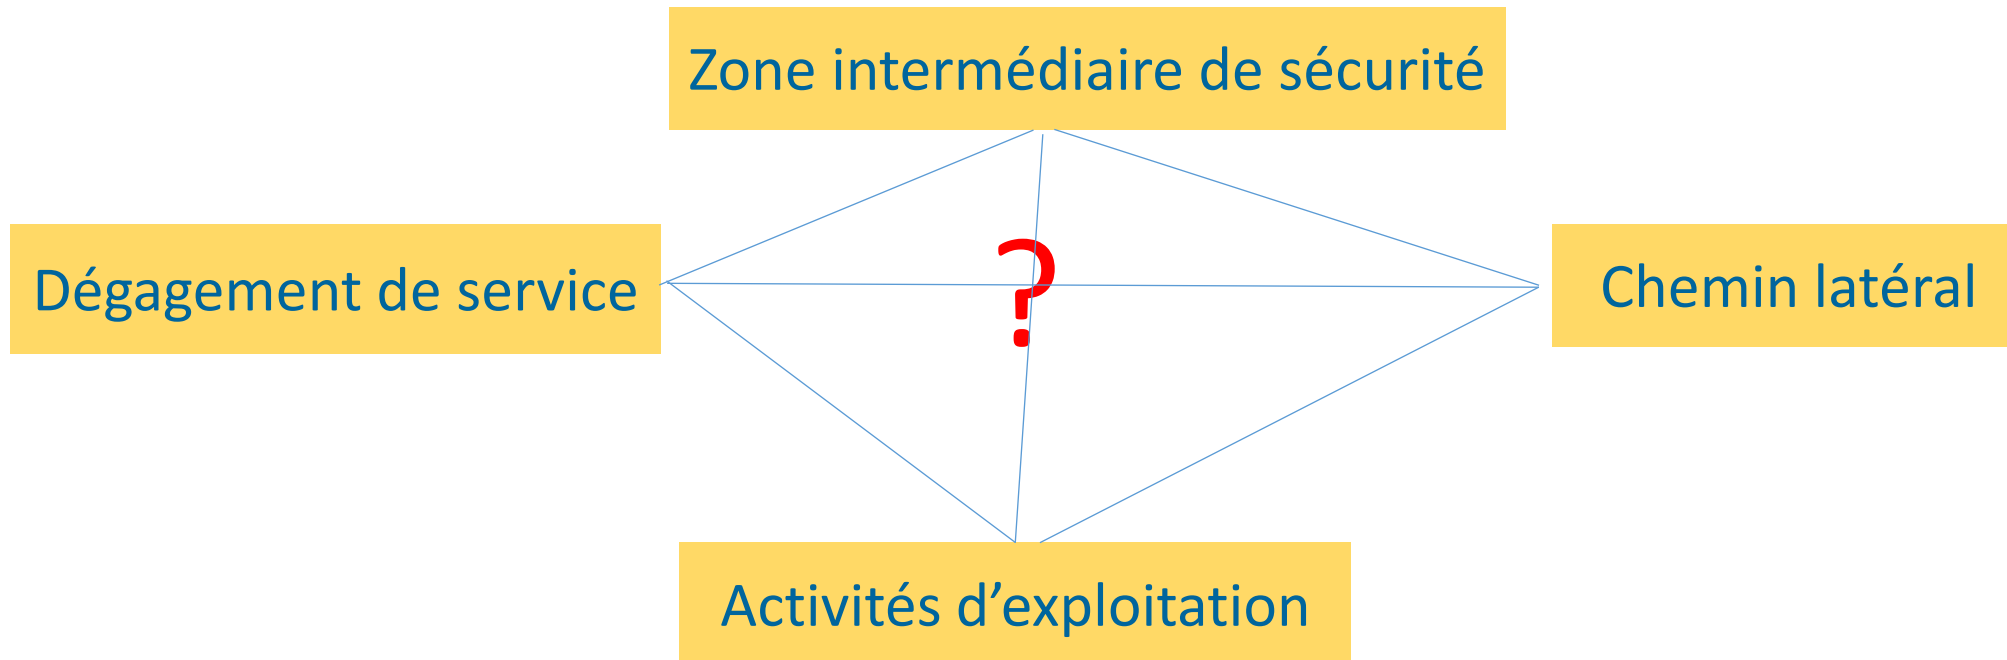 Zone intermédiaire de sécurité
Dégagement de service
?
Chemin latéral
Activités d’exploitation